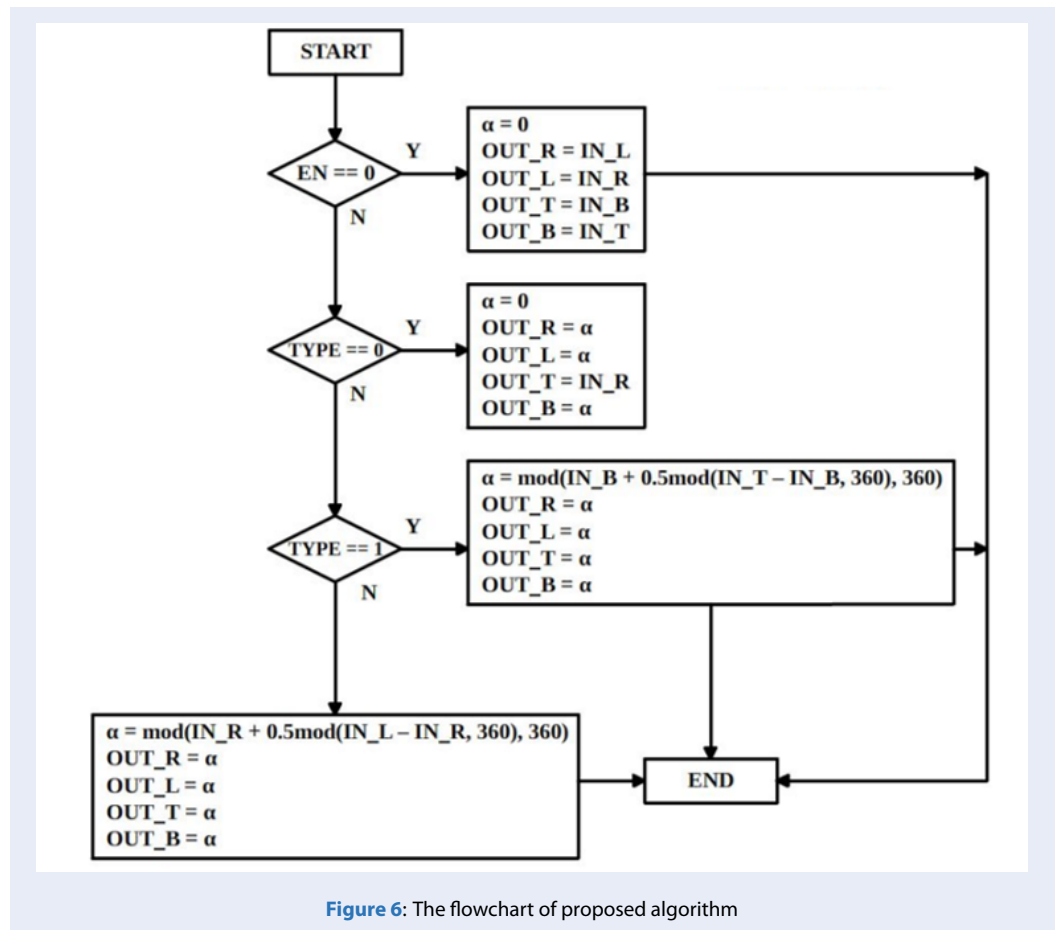 START
EN == 0
Y
N
α = 0
OUT_R = IN_L
OUT_L = IN_R
OUT_T = IN_B
OUT_B = IN_T
TYPE == 0
Y
N
α = 0
OUT_R = α
OUT_L = α
OUT_T = IN_R
OUT_B = α
TYPE == 1
Y
N
α = mod(IN_B + 0.5mod(IN_T – IN_B, 360), 360)
OUT_R = α
OUT_L = α
OUT_T = α
OUT_B = α
α = mod(IN_R + 0.5mod(IN_L – IN_R, 360), 360)
OUT_R = α
OUT_L = α
OUT_T = α
OUT_B = α
END
Figure 6: The flowchart of proposed algorithm